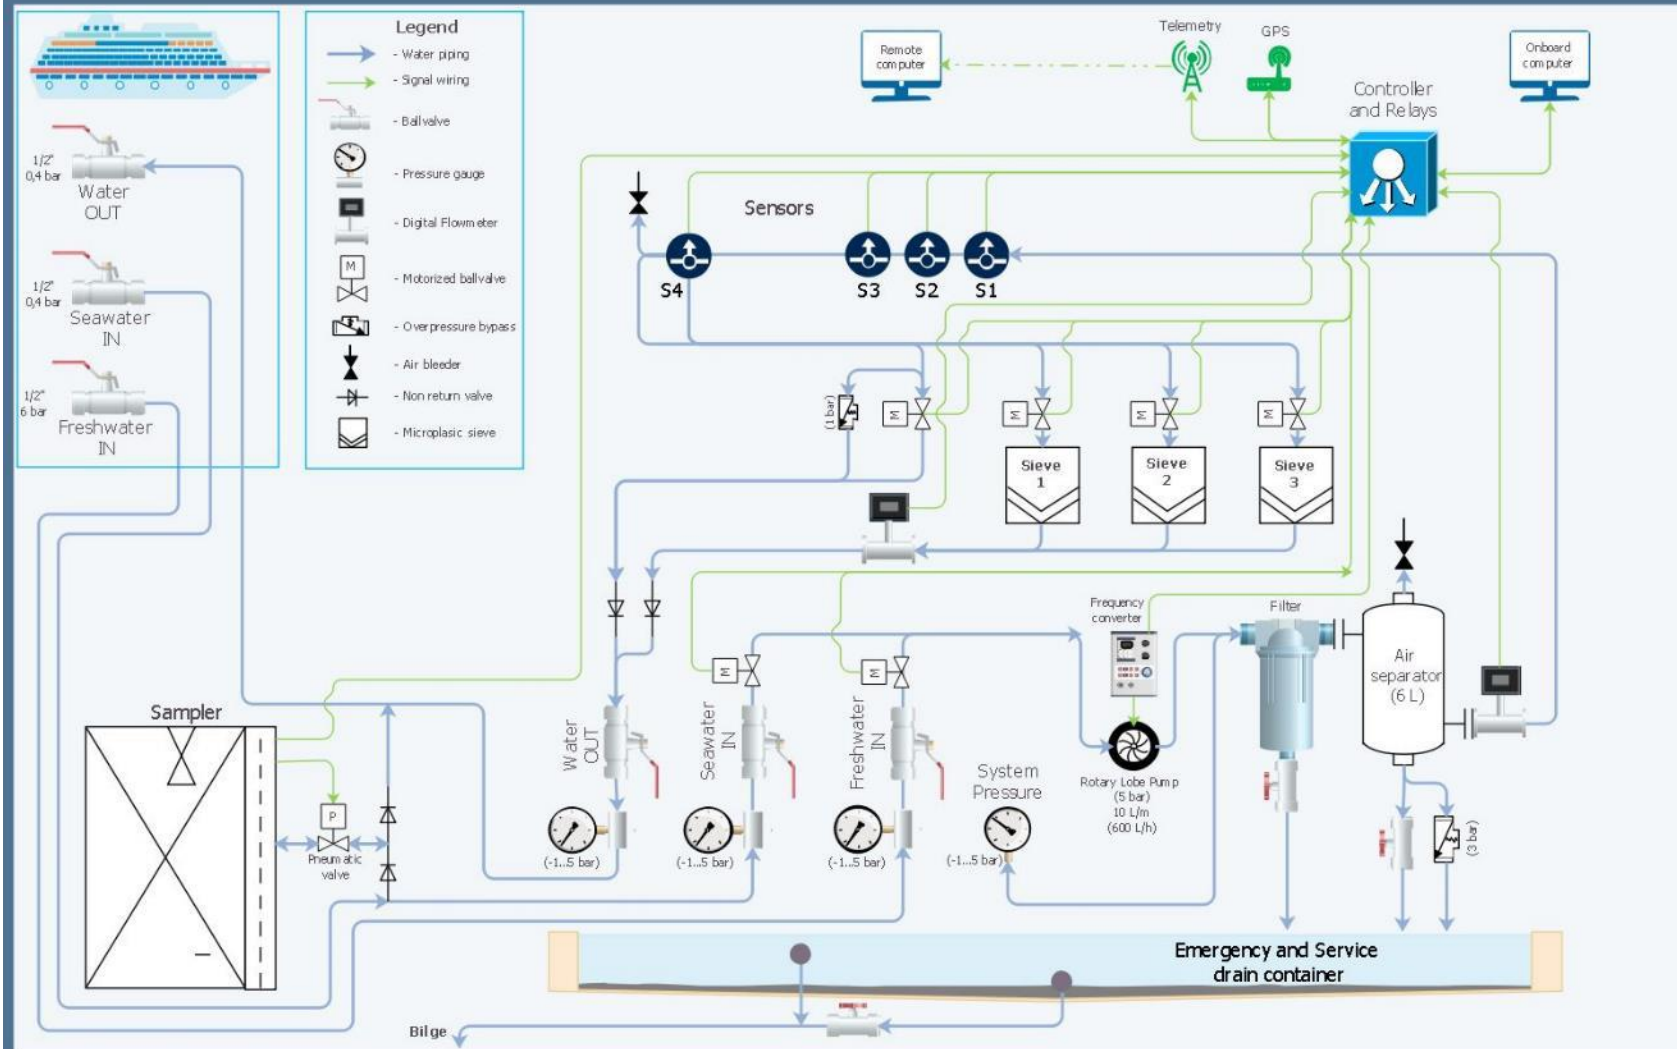 Legend
- Water piping
- Signal wiring
- Ballvalve
- Pressure gauge
- Digital Flowmeter
M
- Motorized ballvalve
- Overpressure bypass
- Air bleeder
- Non return valve
- Microplasic sieve
1/2"
0,4 bar
Water
OUT
1/2"
0,4 bar
Seawater
IN
1/2"
6 bar
Freshwater
IN
Remote
computer
Telemetry
GPS
Onboard
computer
Controller
and Relays
Sensors
S4
S3
S2
S1
(1 bar)
M
M
M
M
Sieve
1
Sieve
2
Sieve
3
Frequency
converter
Filter
Air
separator
(6 L)
M
M
Water
OUT
Seawater
IN
Freshwater
IN
System
Pressure
Rotary Lobe Pump
(5 bar)
10 L/m
(600 L/h)
(-1...5 bar)
(-1...5 bar)
(-1...5 bar)
(-1...5 bar)
(3 bar)
Sampler
P
Pneumatic
valve
Emergency and Service
drain container
Bilge